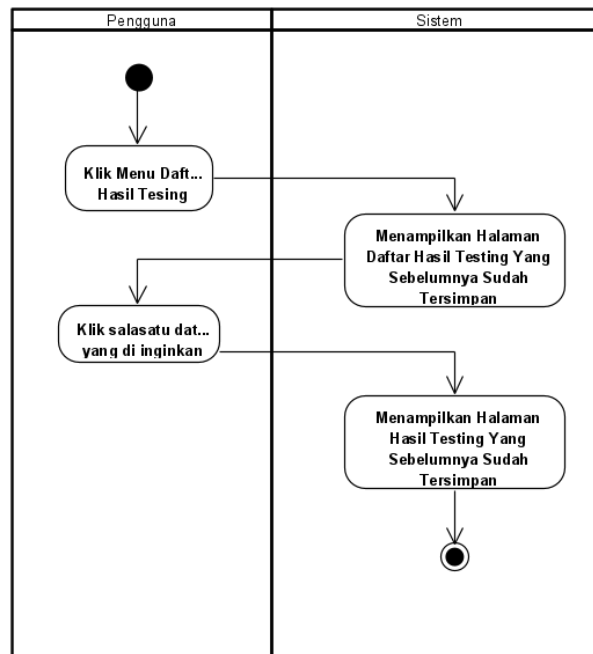 Pengguna
Sistem
Klik Menu Daft...
Hasil Tesing
Menampilkan Halaman
Daftar Hasil Testing Yang
Sebelumnya Sudah
Tersimpan
Klik salasatu dat...
yang di inginkan
Menampilkan Halaman
Hasil Testing Yang
Sebelumnya Sudah
Tersimpan